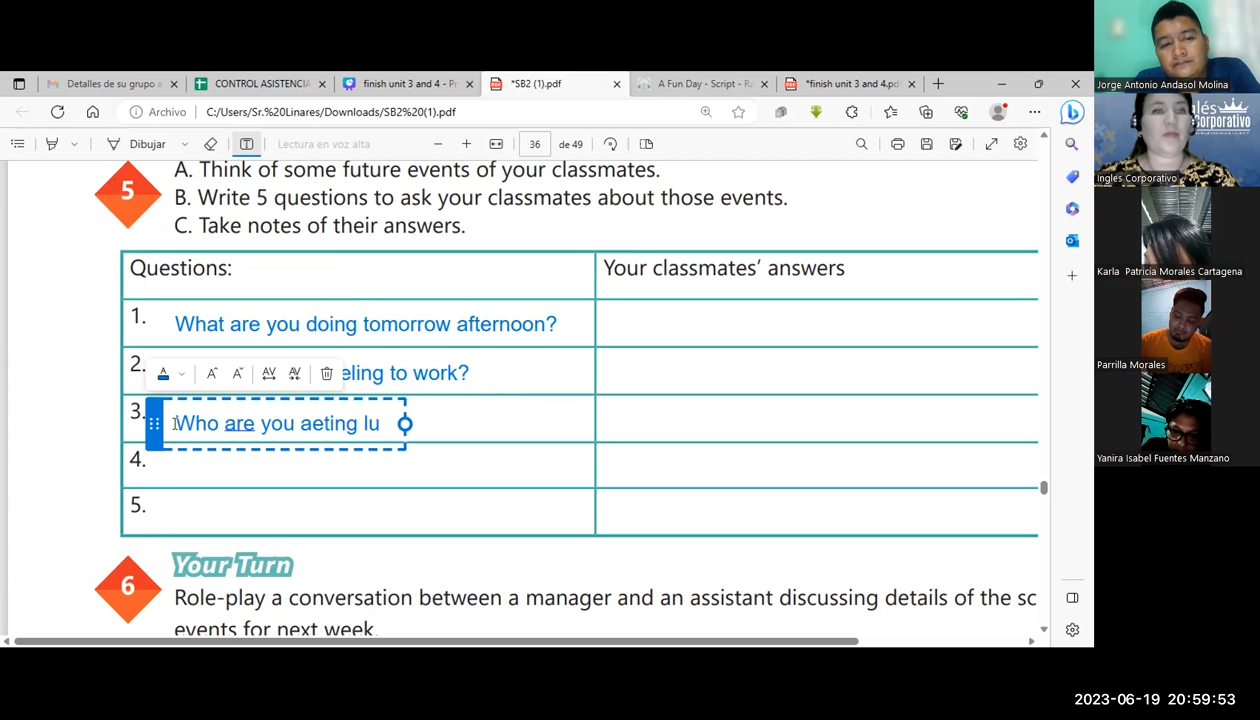 Detalles de su grupo a
CONTROL ASISTENCIA
finish unit 3 and 4 - Pr
*SB2 (1).pdf
A Fun Day - Script - Ra
*finish unit 3 and 4.pd
Archivo
C:/Users/Sr.%20Linares/Downloads/SB2%20(1).pdf
Dibujar
Lectura en voz alta
36
de 49
5
A. Think of some future events of your classmates.
B. Write 5 questions to ask your classmates about those events.
C. Take notes of their answers.
Questions:
Your classmates' answers
1. What are you doing tomorrow afternoon?
2. eling to work?
3. Who are you aeting lu
4.
5.
6
Your Turn
Role-play a conversation between a manager and an assistant discussing details of the sc
events for next week.
Jorge Antonio Andasol Molina
glés
Corporativo
Ingles Corporativo
Karla Patricia Morales Cartagena
Parrilla Morales
Yanira Isabel Fuentes Manzano
2023-06-19 20:59:53